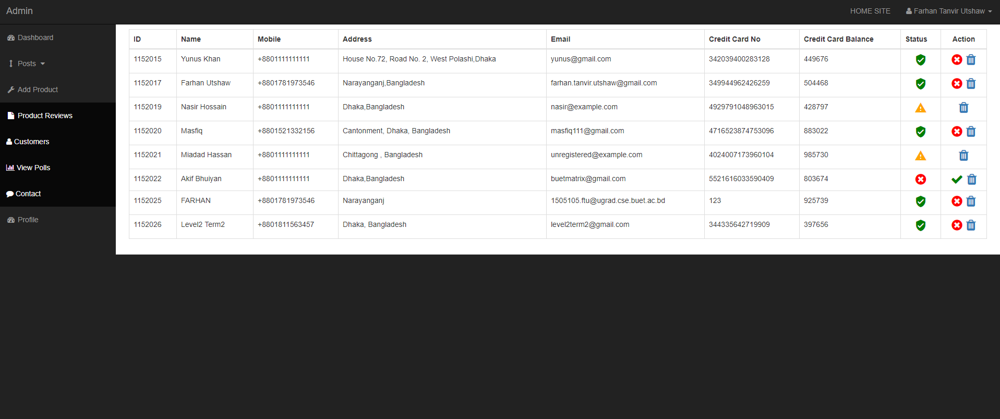 Admin
HOME SITE Farhan Tanvir Utshaw
Dashboard
Posts
Add Product
Product Reviews
Customers
View Polls
Contact
Profile
ID Name Mobile Address Email Credit Card No Credit Card Balance Status Action
1152015 Yunus Khan +8801111111111 House No.72, Road No. 2, West Polashi,Dhaka yunus@gmail.com 342039400283128 449676
1152017 Farhan Utshaw +8801781973546 Narayanganj,Bangladesh farhan.tanvir.utshaw@gmail.com 349944962426259 504468
1152019 Nasir Hossain +8801111111111 Dhaka,Bangladesh nasir@example.com 4929791048963015 428797
1152020 Masfiq +8801521332156 Cantonment, Dhaka, Bangladesh masfiq111@gmail.com 4716523874753096 883022
1152021 Miadad Hassan +8801111111111 Chittagong , Bangladesh unregistered@example.com 4024007173960104 985730
1152022 Akif Bhuiyan +8801111111111 Dhaka,Bangladesh buetmatrix@gmail.com 5521616033590409 803674
1152025 FARHAN +8801781973546 Narayanganj 1505105.ftu@ugrad.cse.buet.ac.bd 123 925739
1152026 Level2 Term2 +8801811563457 Dhaka, Bangladesh level2term2@gmail.com 344335642719909 397656